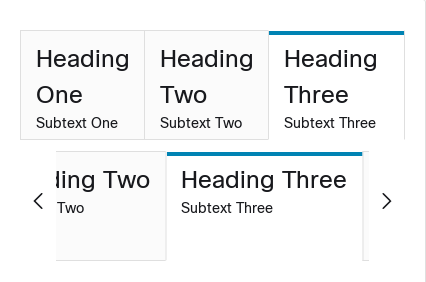 Heading
One
Subtext One
Heading
Two
Subtext Two
Heading
Three
Subtext Three
ding Two
Two
Heading Three
Subtext Three